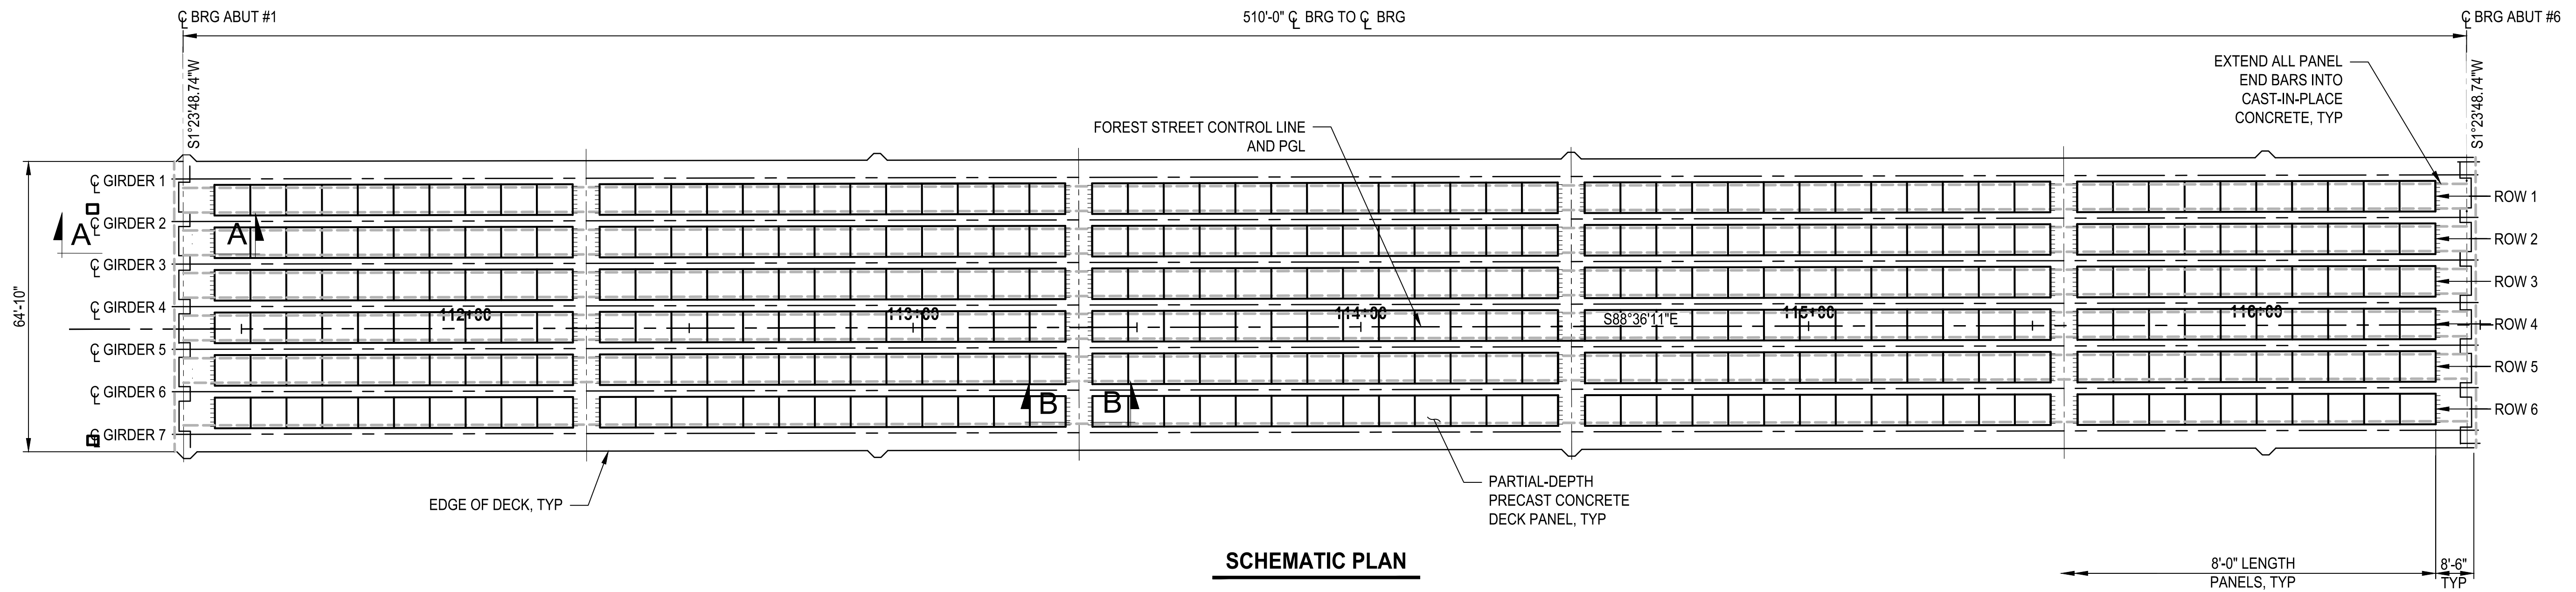 ℄ BRG ABUT #1
510'-0" ℄ BRG TO ℄ BRG
℄ BRG ABUT #6
S1°23'48.74"W
S1°23'48.74"W
EXTEND ALL PANEL
END BARS INTO
CAST-IN-PLACE
CONCRETE, TYP
FOREST STREET CONTROL LINE
AND PGL
64'-10"
℄ GIRDER 1
℄ GIRDER 2
℄ GIRDER 3
℄ GIRDER 4
℄ GIRDER 5
℄ GIRDER 6
℄ GIRDER 7
A
A
B
B
112+00
113+00
114+00
115+00
116+00
S88°36'11"E
ROW 1
ROW 2
ROW 3
ROW 4
ROW 5
ROW 6
EDGE OF DECK, TYP
PARTIAL-DEPTH
PRECAST CONCRETE
DECK PANEL, TYP
SCHEMATIC PLAN
8'-0" LENGTH
PANELS, TYP
8'-6"
TYP